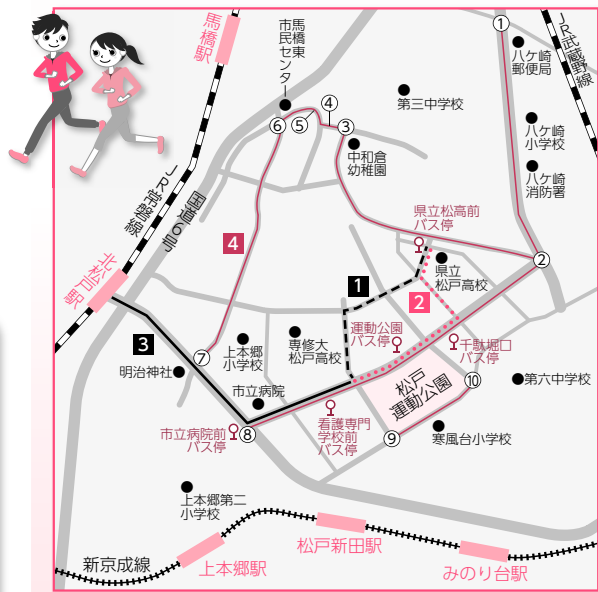 馬橋駅
馬橋東
市民センター
①
八ケ崎
郵便局
JR武蔵野線
第三中学校
④
⑥
⑤
③
中和倉
幼稚園
八ケ崎
小学校
八ケ崎
消防署
JR常磐線
国道6号
県立松高前
バス停
4
県立
松戸高校
②
北松戸駅
1
2
3
運動公園
バス停
千駄堀口
バス停
⑦
上本郷
小学校
専修大
松戸高校
明治神社
松戸
運動公園
⑩
第六中学校
市立病院
市立病院前
バス停
⑧
看護専門
学校前
バス停
⑨
寒風台小学校
上本郷第二
小学校
新京成線
上本郷駅
松戸新田駅
みのり台駅